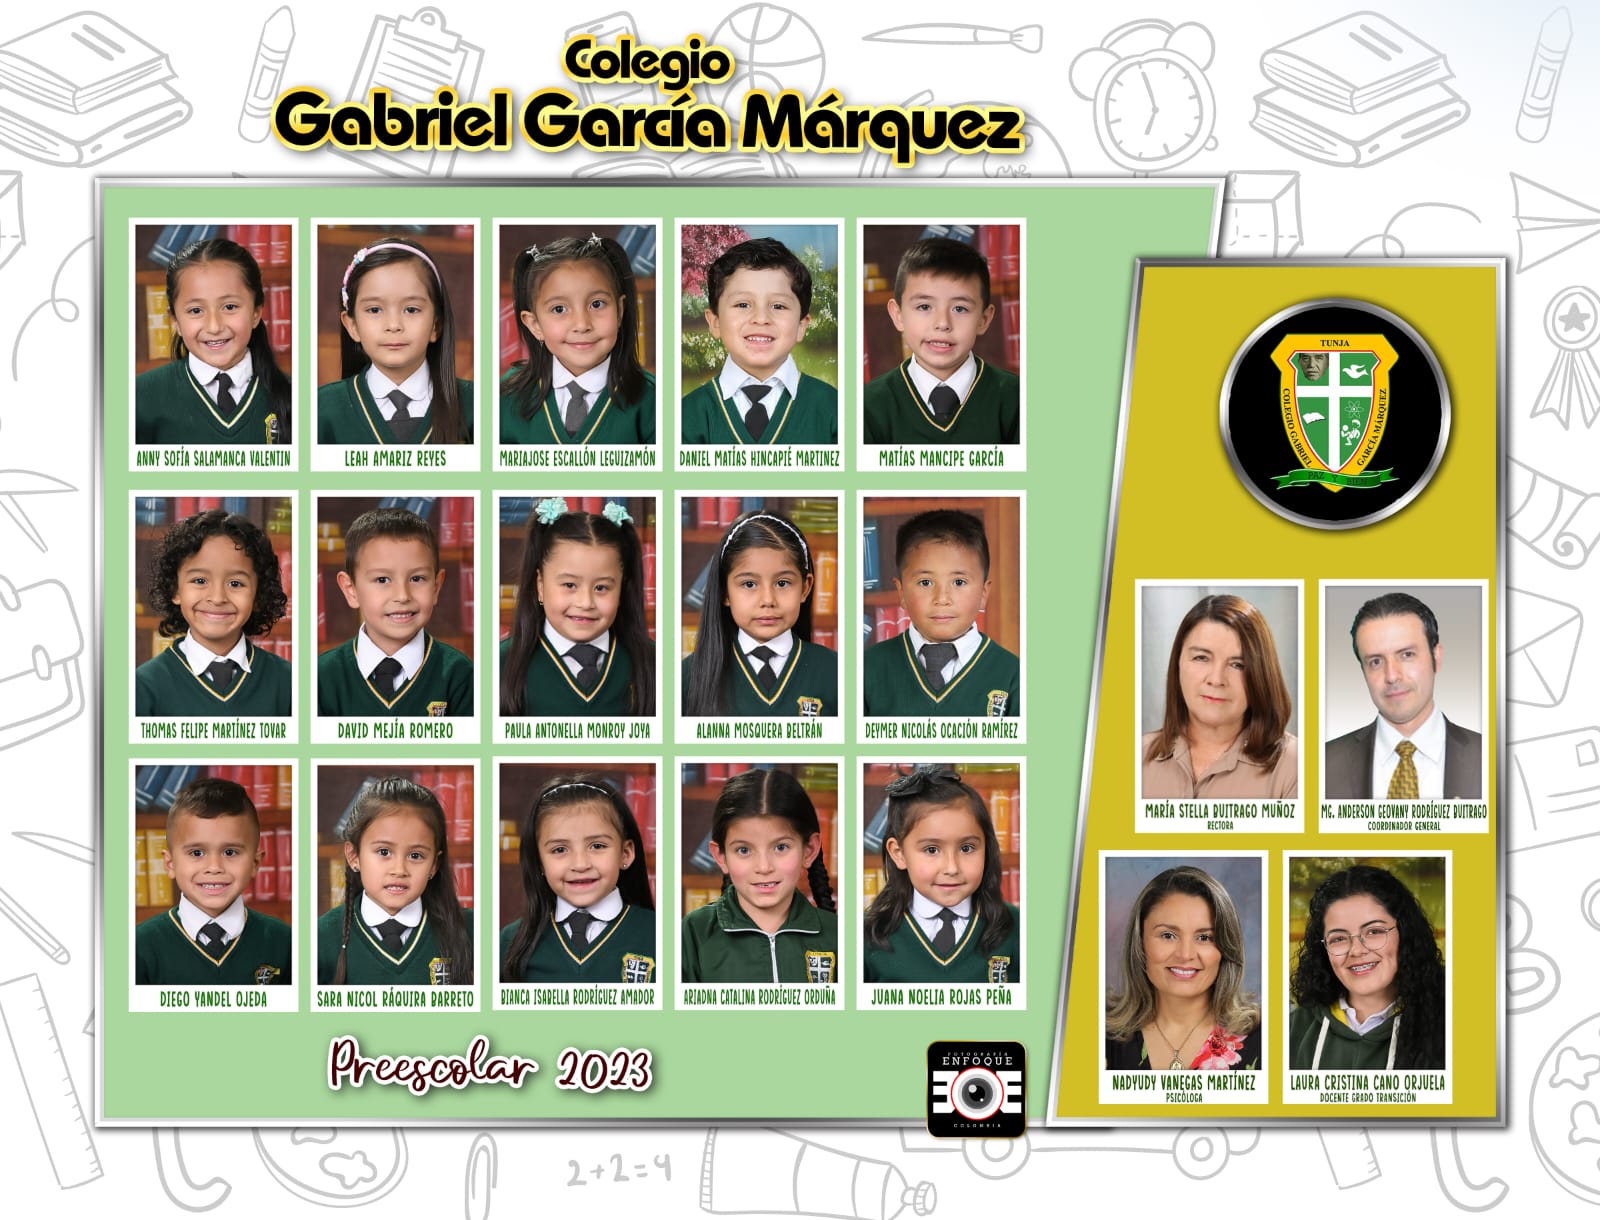 Colegio
Gabriel García Márquez
ANNY SOFÍA SALAMANCA VALENTIN
LEAH AMARIZ REYES
MARIAJOSE ESCALLÓN LEGUIZAMÓN
DANIEL MATÍAS HINCAPIÉ MARTINEZ
MATÍAS MANCIPE GARCÍA
THOMAS FELIPE MARTÍNEZ TOVAR
DAVID MEJÍA ROMERO
PAULA ANTONELLA MONROY JOYA
ALANNA MOSQUERA BELTRÁN
DEYMER NICOLÁS OCACIÓN RAMÍREZ
DIEGO YANDEL OJEDA
SARA NICOL RÁQUIRA BARRETO
BIANCA ISABELLA RODRÍGUEZ AMADOR
ARIADNA CATALINA RODRÍGUEZ ORDUÑA
JUANA NOELIA ROJAS PEÑA
Preescolar 2023
FOTOGRAFÍA
ENFOQUE
COLOMBIA
TUNJA
COLEGIO GABRIEL
GARCÍA MÁRQUEZ
PAZ Y BIEN
MARÍA STELLA BUITRAGO MUÑOZ
RECTORA
MG. ANDERSON GEOVANY RODRÍGUEZ BUITRAGO
COORDINADOR GENERAL
NADYUDY VANEGAS MARTÍNEZ
PSICÓLOGA
LAURA CRISTINA CANO ORJUELA
DOCENTE GRADO TRANSICIÓN
2+2=4